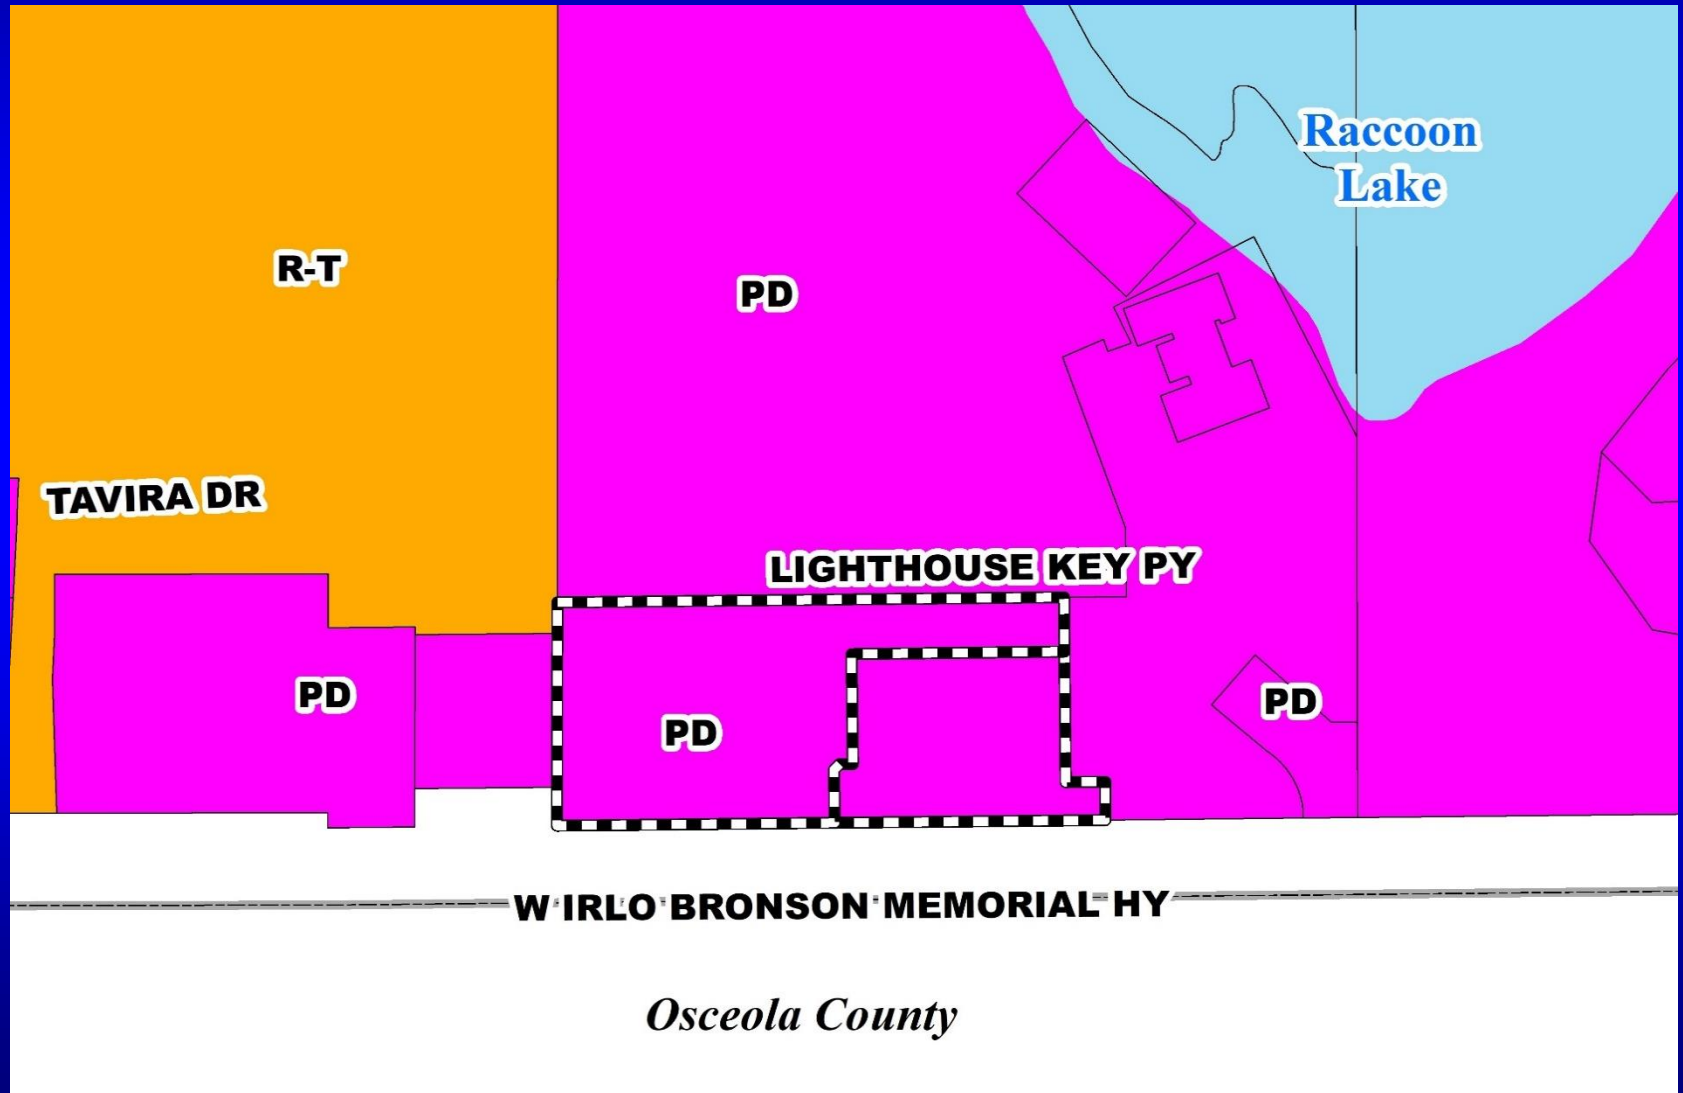 Raccoon
Lake
R-T
PD
TAVIRA DR
LIGHTHOUSE KEY PY
PD
PD
PD
W IRLO BRONSON MEMORIAL HY
Osceola County